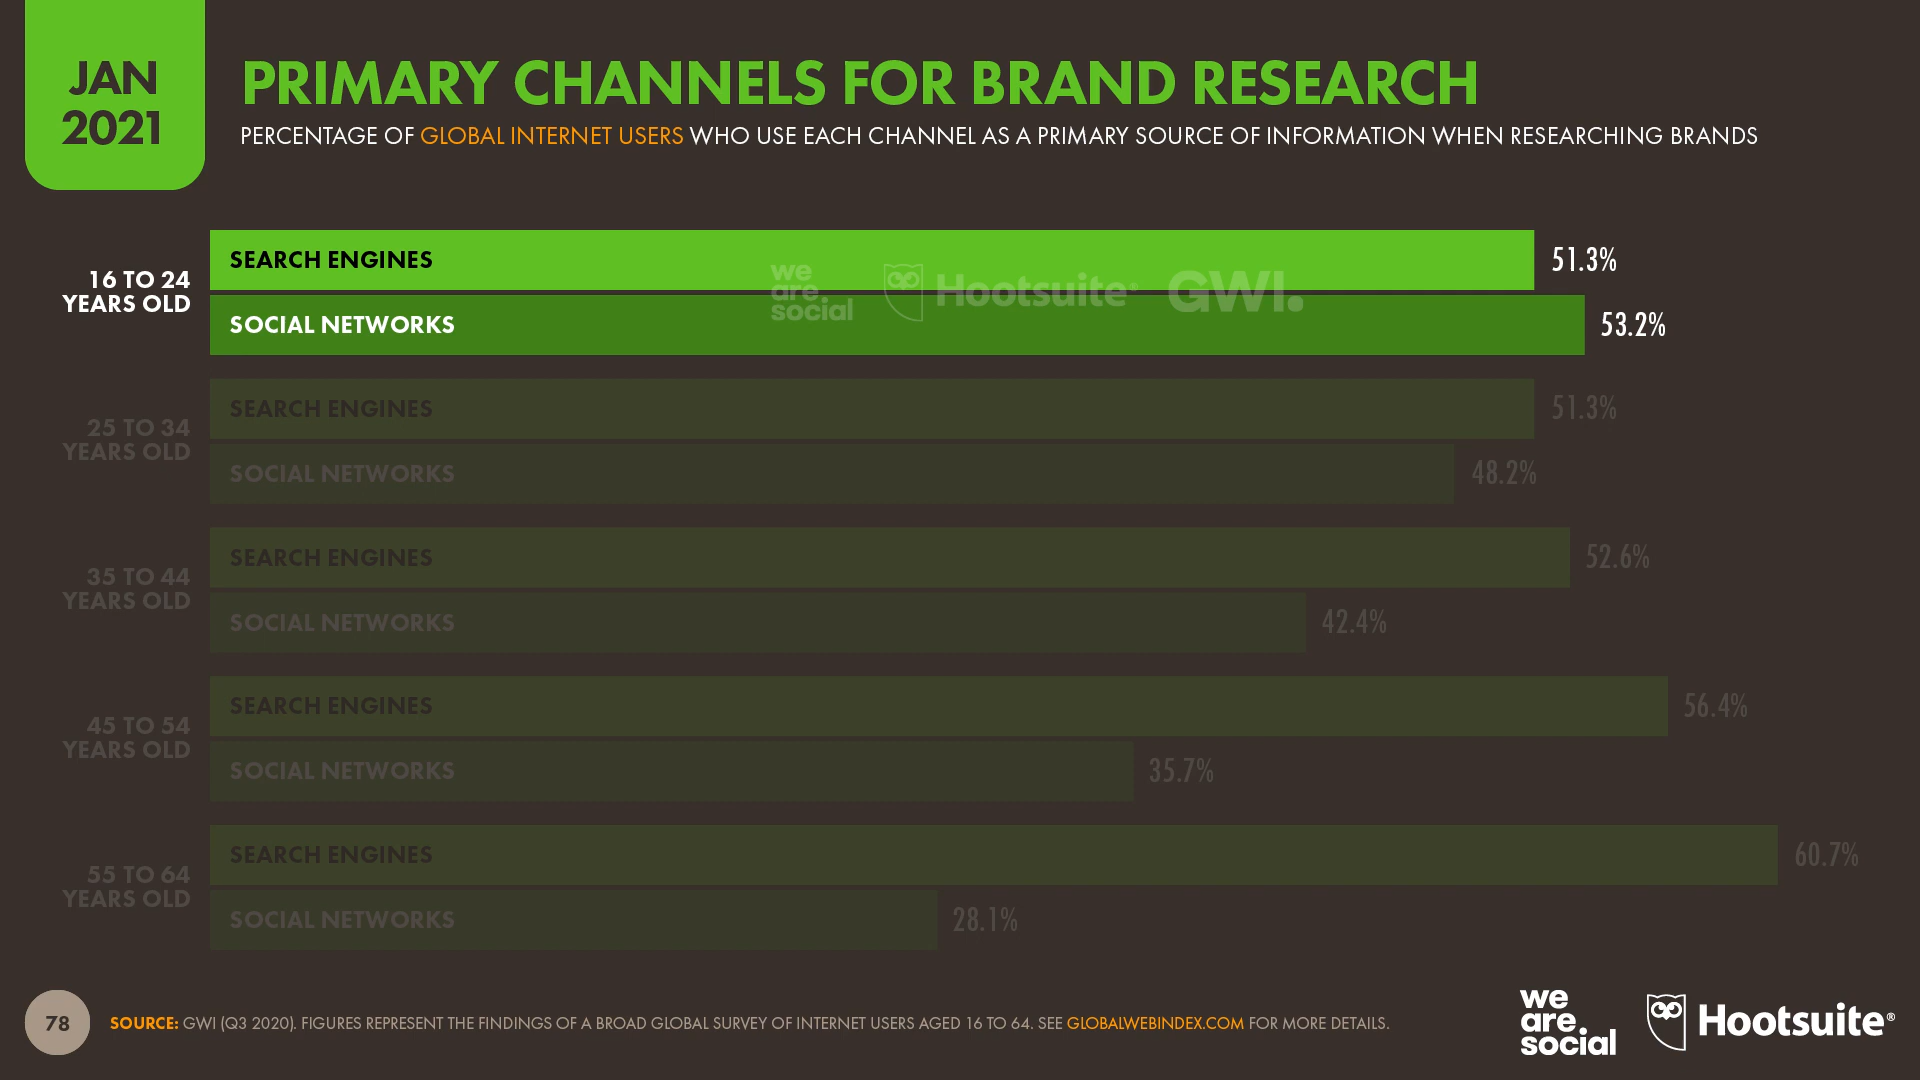 JAN
2021
PRIMARY CHANNELS FOR BRAND RESEARCH
PERCENTAGE OF GLOBAL INTERNET USERS WHO USE EACH CHANNEL AS A PRIMARY SOURCE OF INFORMATION WHEN RESEARCHING BRANDS
16 TO 24
YEARS OLD
SEARCH ENGINES
51.3%
SOCIAL NETWORKS
53.2%
we
are
social
Hootsuite®
GWI.
25 TO 34
YEARS OLD
SEARCH ENGINES
51.3%
SOCIAL NETWORKS
48.2%
35 TO 44
YEARS OLD
SEARCH ENGINES
52.6%
SOCIAL NETWORKS
42.4%
45 TO 54
YEARS OLD
SEARCH ENGINES
56.4%
SOCIAL NETWORKS
35.7%
55 TO 64
YEARS OLD
SEARCH ENGINES
60.7%
SOCIAL NETWORKS
28.1%
78
SOURCE: GWI (Q3 2020). FIGURES REPRESENT THE FINDINGS OF A BROAD GLOBAL SURVEY OF INTERNET USERS AGED 16 TO 64. SEE GLOBALWEBINDEX.COM FOR MORE DETAILS.
we
are
social
Hootsuite®